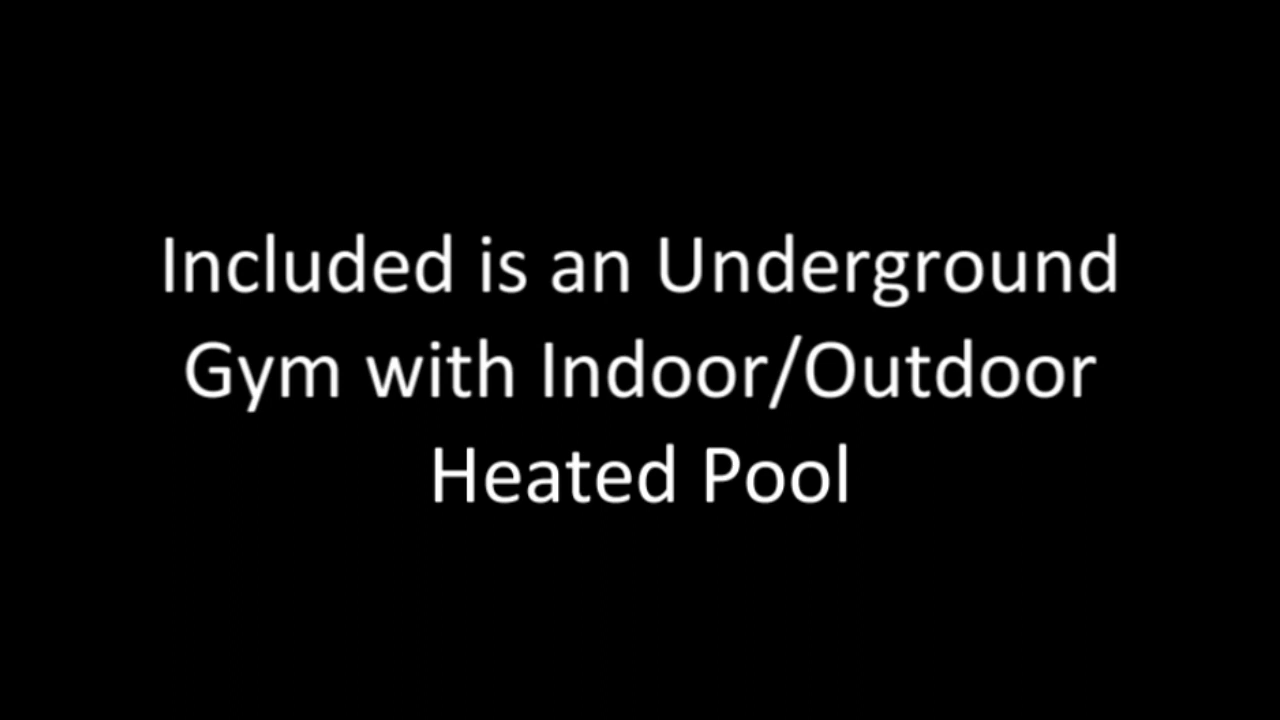 Included is an Underground
Gym with Indoor/Outdoor
Heated Pool